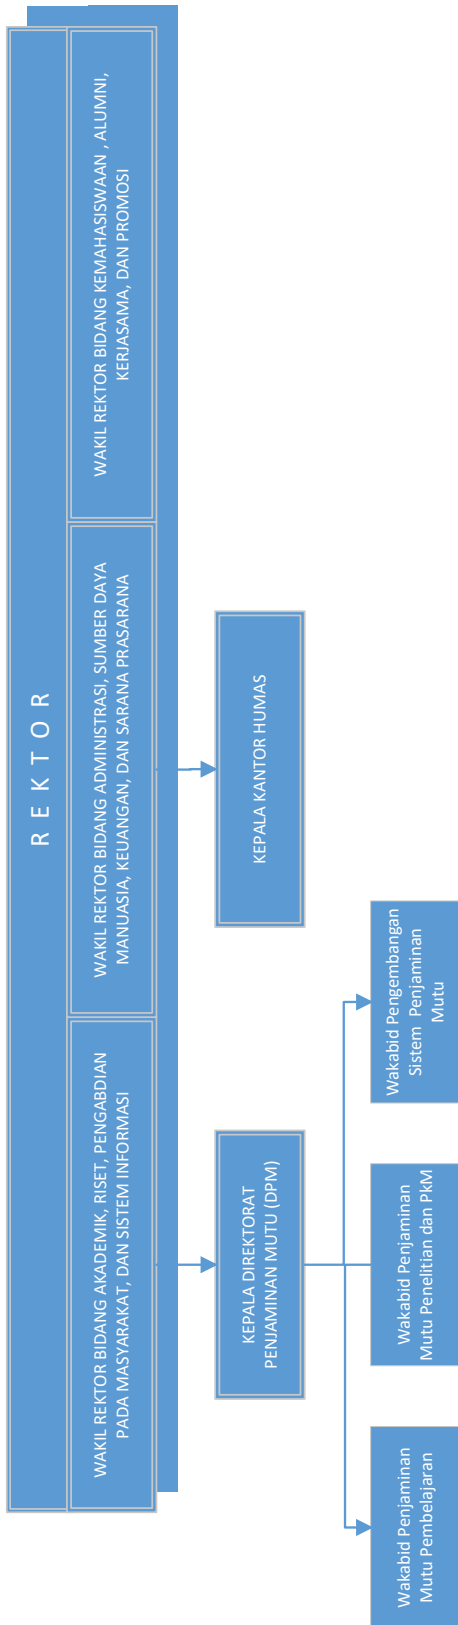 R E K T O R
WAKIL REKTOR BIDANG AKADEMIK, RISET, PENGABDIAN
PADA MASYARAKAT, DAN SISTEM INFORMASI
WAKIL REKTOR BIDANG ADMINISTRASI, SUMBER DAYA
MANUASIA, KEUANGAN, DAN SARANA PRASARANA
WAKIL REKTOR BIDANG KEMAHASISWAAN , ALUMNI,
KERJASAMA, DAN PROMOSI
KEPALA DIREKTORAT
PENJAMINAN MUTU (DPM)
KEPALA KANTOR HUMAS
Wakabid Penjaminan
Mutu Pembelajaran
Wakabid Penjaminan
Mutu Penelitian dan PkM
Wakabid Pengembangan
Sistem  Penjaminan
Mutu